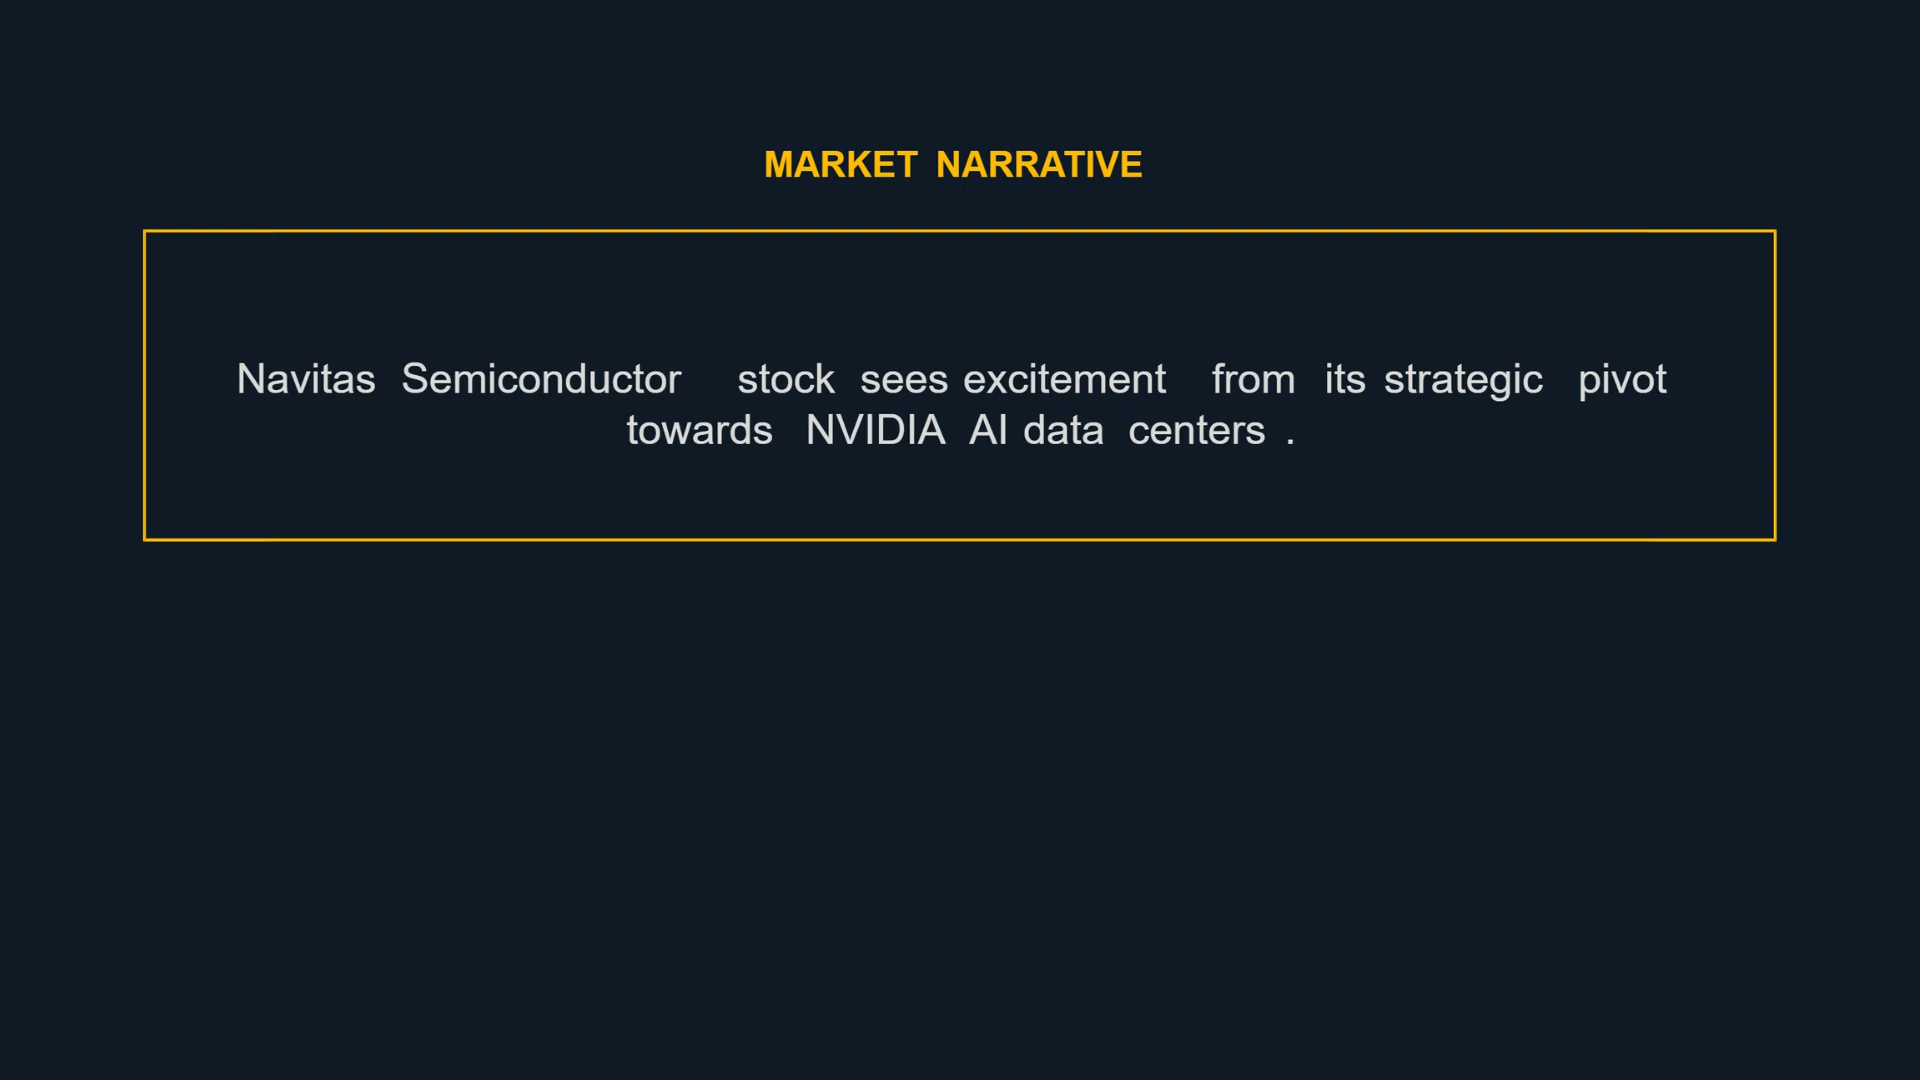 MARKET NARRATIVE
Navitas Semiconductor stock sees excitement from its strategic pivot
towards NVIDIA AI data centers .